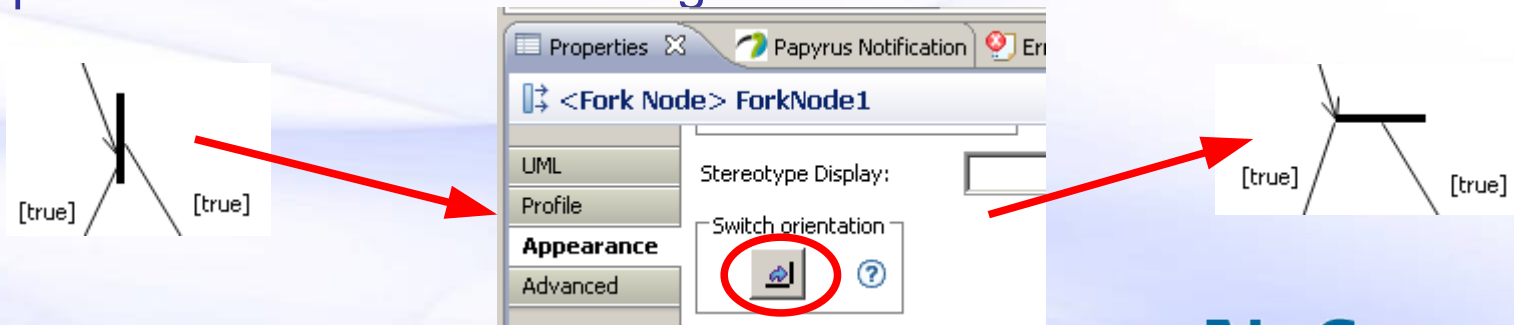 Properties
Papyrus Notification
<Fork Node> ForkNode1
UML
Profile
Appearance
Advanced
Stereotype Display:
Switch orientation
[true]
[true]
[true]
[true]